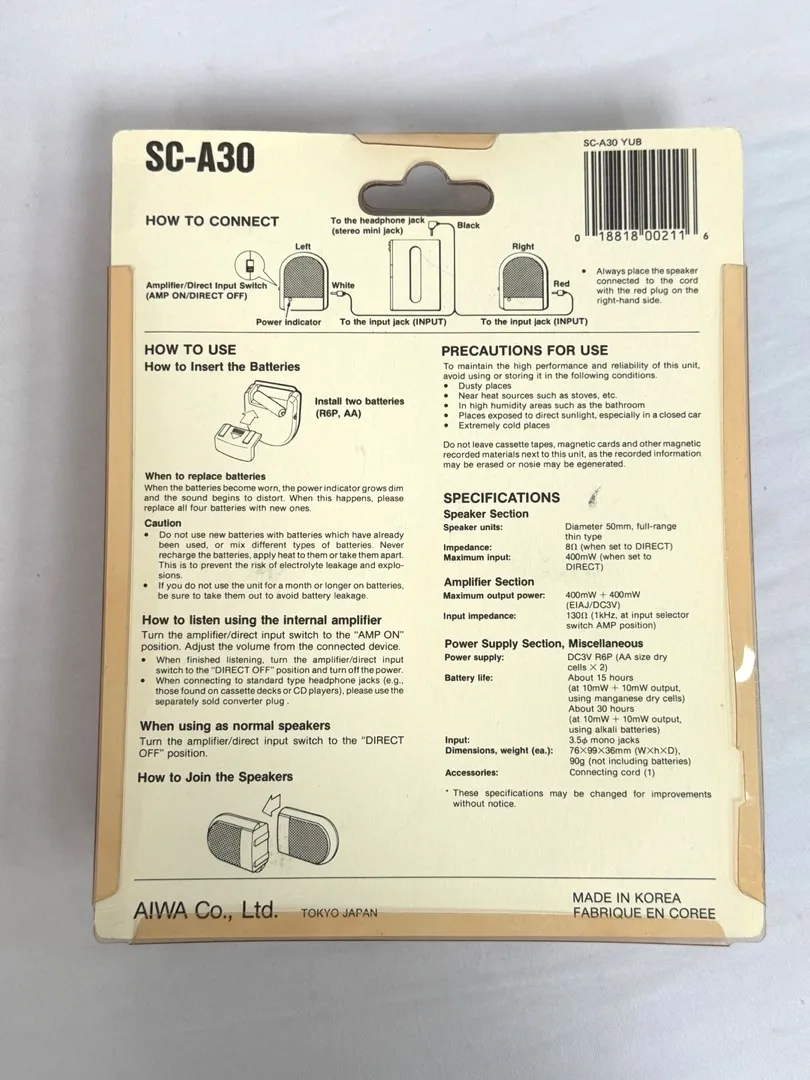 SC-A30
SC-A30 YUB
0 18818 00211 6
HOW TO CONNECT
To the headphone jack
(stereo mini jack)
Black
Left
Right
Amplifier/Direct Input Switch
(AMP ON/DIRECT OFF)
White
Red
Power indicator
To the input jack (INPUT)
To the input jack (INPUT)
• Always place the speaker
connected to the cord
with the red plug on the
right-hand side.
HOW TO USE
How to Insert the Batteries
Install two batteries
(R6P, AA)
When to replace batteries
When the batteries become worn, the power indicator grows dim
and the sound begins to distort. When this happens, please
replace all four batteries with new ones.
Caution
• Do not use new batteries with batteries which have already
been used, or mix different types of batteries. Never
recharge the batteries, apply heat to them or take them apart.
This is to prevent the risk of electrolyte leakage and explo-
sions.
• If you do not use the unit for a month or longer on batteries,
be sure to take them out to avoid battery leakage.
How to listen using the internal amplifier
Turn the amplifier/direct input switch to the "AMP ON"
position. Adjust the volume from the connected device.
• When finished listening, turn the amplifier/direct input
switch to the "DIRECT OFF" position and turn off the power.
• When connecting to standard type headphone jacks (e.g.,
those found on cassette decks or CD players), please use the
separately sold converter plug .
When using as normal speakers
Turn the amplifier/direct input switch to the "DIRECT
OFF" position.
How to Join the Speakers
PRECAUTIONS FOR USE
To maintain the high performance and reliability of this unit,
avoid using or storing it in the following conditions.
• Dusty places
• Near heat sources such as stoves, etc.
• In high humidity areas such as the bathroom
• Places exposed to direct sunlight, especially in a closed car
• Extremely cold places
Do not leave cassette tapes, magnetic cards and other magnetic
recorded materials next to this unit, as the recorded information
may be erased or nosie may be egenerated.
SPECIFICATIONS
Speaker Section
Speaker units: Diameter 50mm, full-range
thin type
Impedance: 8Ω (when set to DIRECT)
Maximum input: 400mW (when set to
DIRECT)
Amplifier Section
Maximum output power: 400mW + 400mW
(EIAJ/DC3V)
Input impedance: 130Ω (1kHz, at input selector
switch AMP position)
Power Supply Section, Miscellaneous
Power supply: DC3V R6P (AA size dry
cells × 2)
Battery life: About 15 hours
(at 10mW + 10mW output,
using manganese dry cells)
About 30 hours
(at 10mW + 10mW output,
using alkali batteries)
Input: 3.5ϕ mono jacks
Dimensions, weight (ea.): 76×99×36mm (W×h×D),
90g (not including batteries)
Accessories: Connecting cord (1)
* These specifications may be changed for improvements
without notice.
AIWA Co., Ltd. TOKYO JAPAN
MADE IN KOREA
FABRIQUE EN COREE